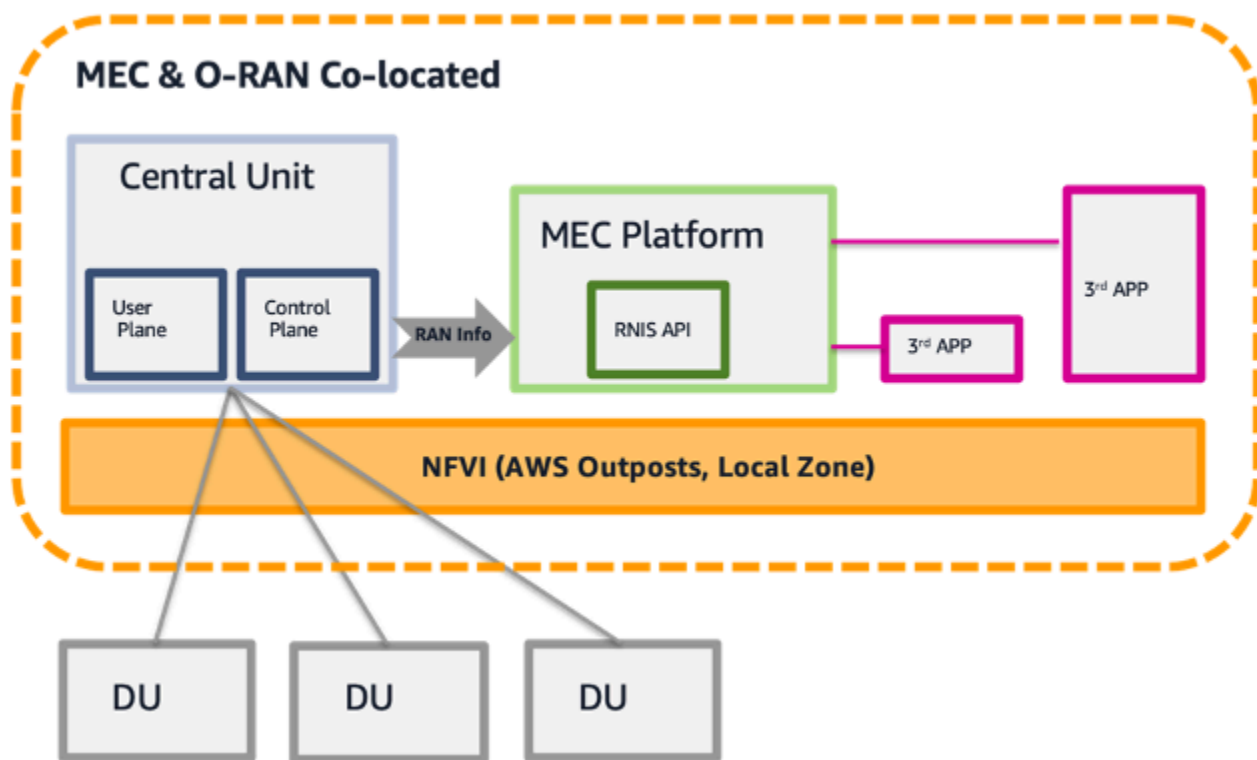 MEC & O-RAN Co-located
Central Unit
User
Plane
Control
Plane
RAN Info
MEC Platform
RNIS API
3rd APP
3rd APP
NFVI (AWS Outposts, Local Zone)
DU
DU
DU